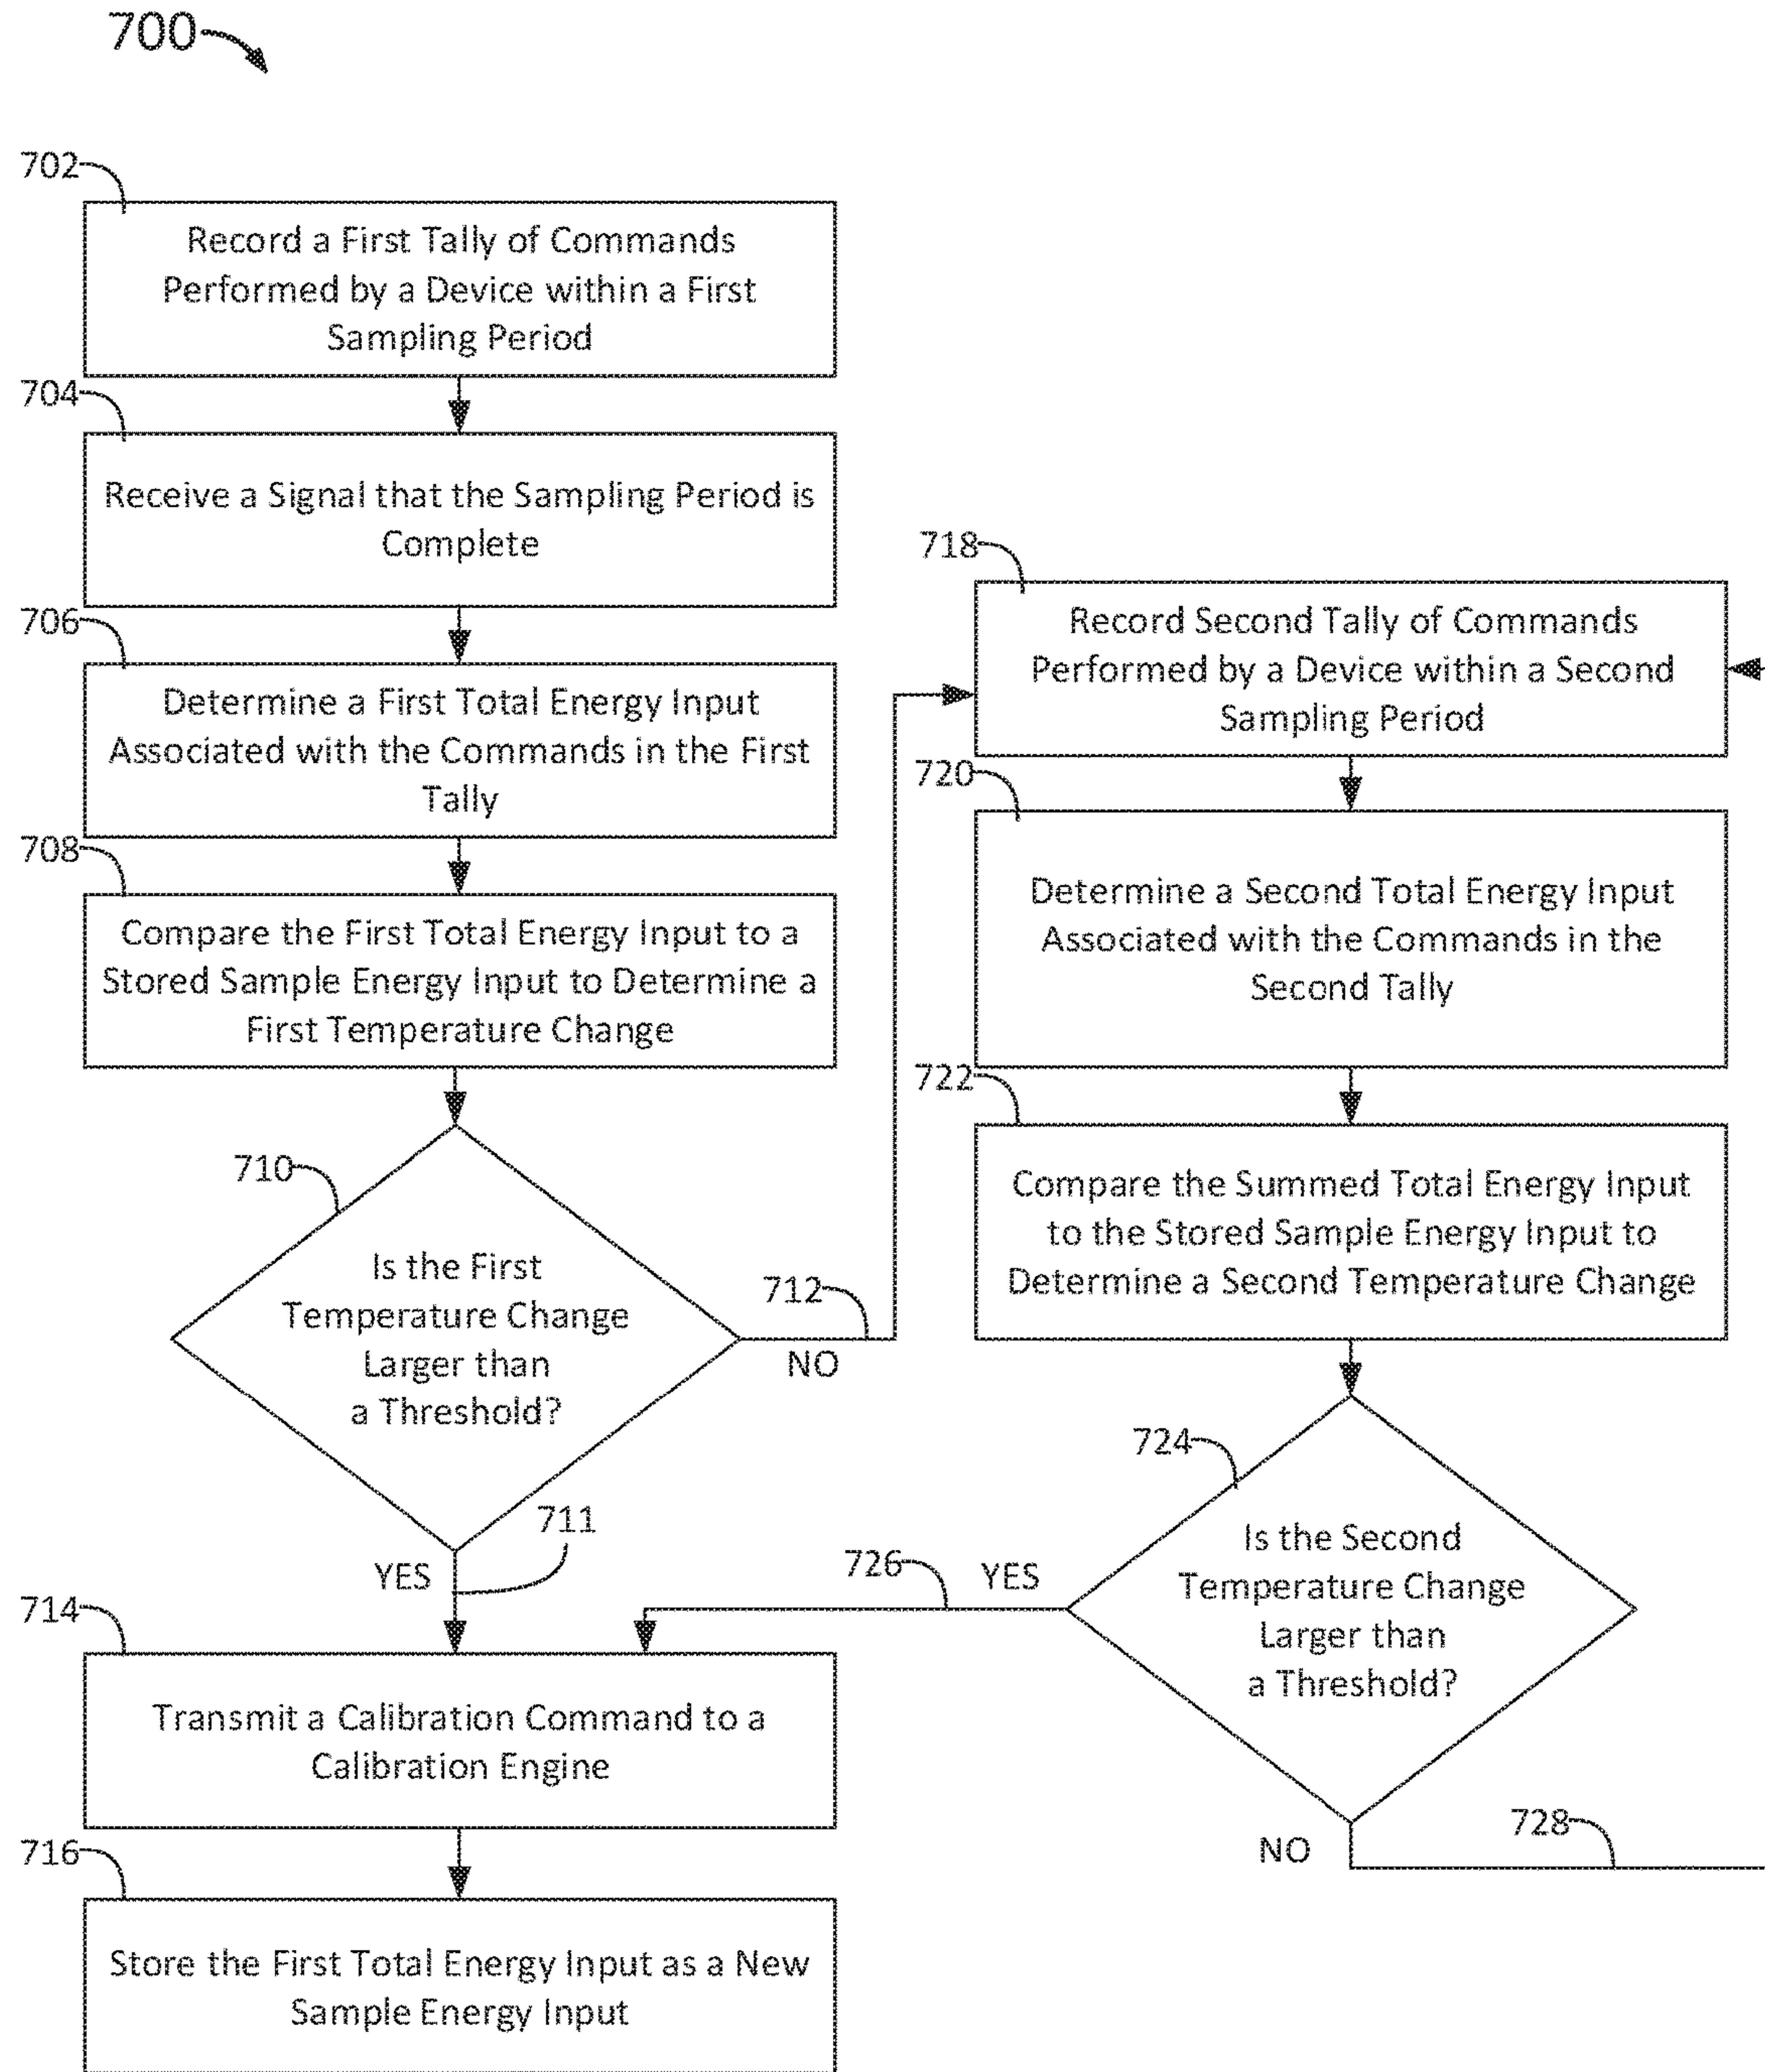 700
702
Record a First Tally of Commands
Performed by a Device within a First
Sampling Period
704
Receive a Signal that the Sampling Period is
Complete
706
Determine a First Total Energy Input
Associated with the Commands in the First
Tally
708
Compare the First Total Energy Input to a
Stored Sample Energy Input to Determine a
First Temperature Change
710
Is the First
Temperature Change
Larger than
a Threshold?
712
NO
711
YES
714
Transmit a Calibration Command to a
Calibration Engine
716
Store the First Total Energy Input as a New
Sample Energy Input
718
Record Second Tally of Commands
Performed by a Device within a Second
Sampling Period
720
Determine a Second Total Energy Input
Associated with the Commands in the
Second Tally
722
Compare the Summed Total Energy Input
to the Stored Sample Energy Input to
Determine a Second Temperature Change
724
Is the Second
Temperature Change
Larger than
a Threshold?
726
YES
728
NO